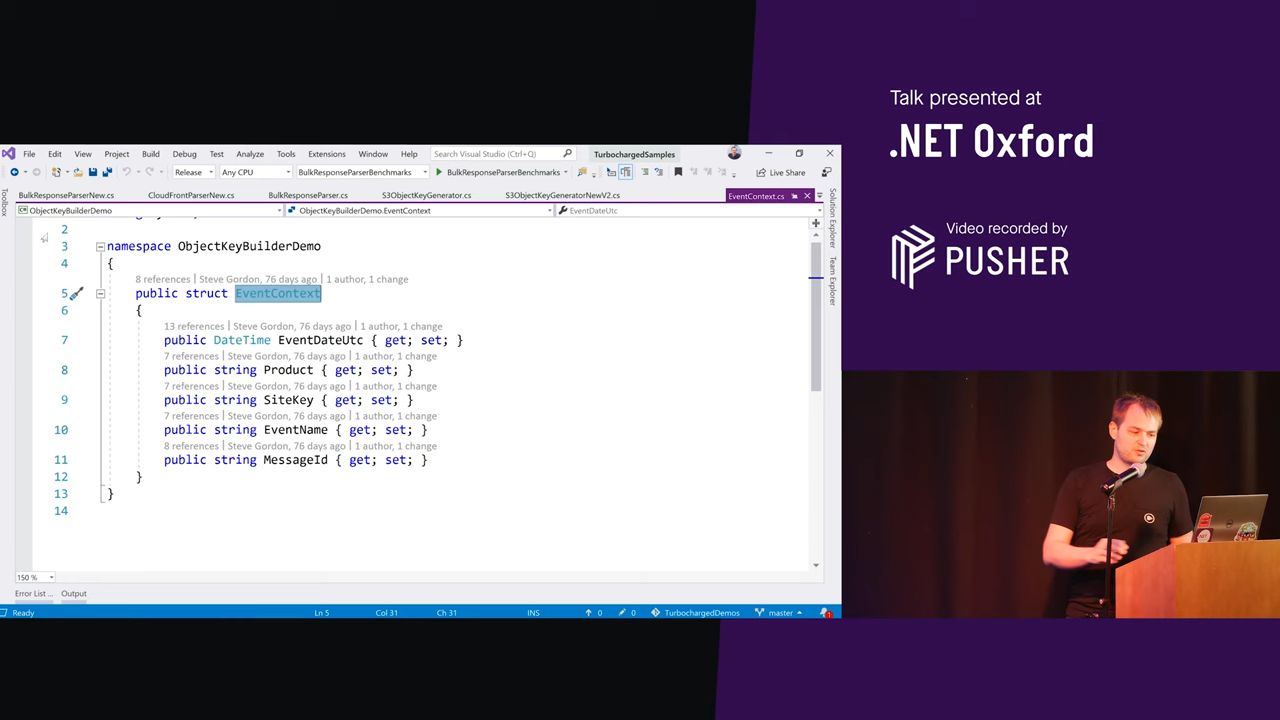 Talk presented at
.NET Oxford
Video recorded by
PUSHER
File Edit View Project Build Debug Test Analyze Tools Extensions Window Help Search Visual Studio (Ctrl+Q) TurbochargedSamples
Release Any CPU BulkResponseParserBenchmarks BulkResponseParserBenchmarks Live Share
BulkResponseParserNew.cs CloudFrontParserNew.cs BulkResponseParser.cs S3ObjectKeyGenerator.cs S3ObjectKeyGeneratorNewV2.cs EventContext.cs
ObjectKeyBuilderDemo ObjectKeyBuilderDemo.EventContext EventDateUtc
Toolbox
Solution Explorer
Team Explorer
2
3 namespace ObjectKeyBuilderDemo
4 {
8 references | Steve Gordon, 76 days ago | 1 author, 1 change
5 public struct EventContext
6 {
13 references | Steve Gordon, 76 days ago | 1 author, 1 change
7 public DateTime EventDateUtc { get; set; }
7 references | Steve Gordon, 76 days ago | 1 author, 1 change
8 public string Product { get; set; }
7 references | Steve Gordon, 76 days ago | 1 author, 1 change
9 public string SiteKey { get; set; }
7 references | Steve Gordon, 76 days ago | 1 author, 1 change
10 public string EventName { get; set; }
8 references | Steve Gordon, 76 days ago | 1 author, 1 change
11 public string MessageId { get; set; }
12 }
13 }
14
150 %
Error List ... Output
Ready Ln 5 Col 31 Ch 31 INS 0 0 TurbochargedDemos master 1